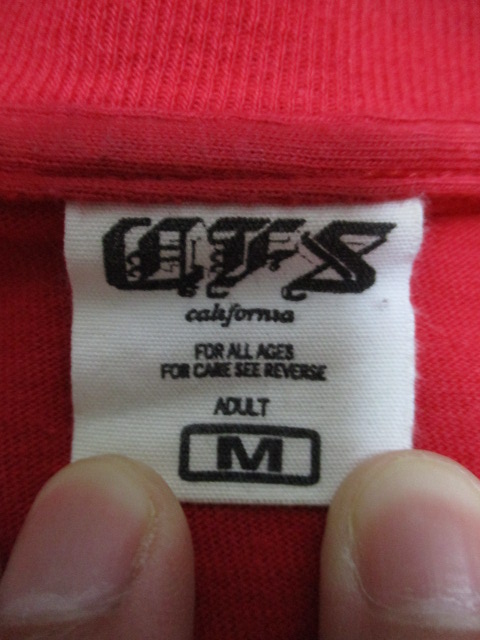 california
FOR ALL AGES
FOR CARE SEE REVERSE
ADULT
M